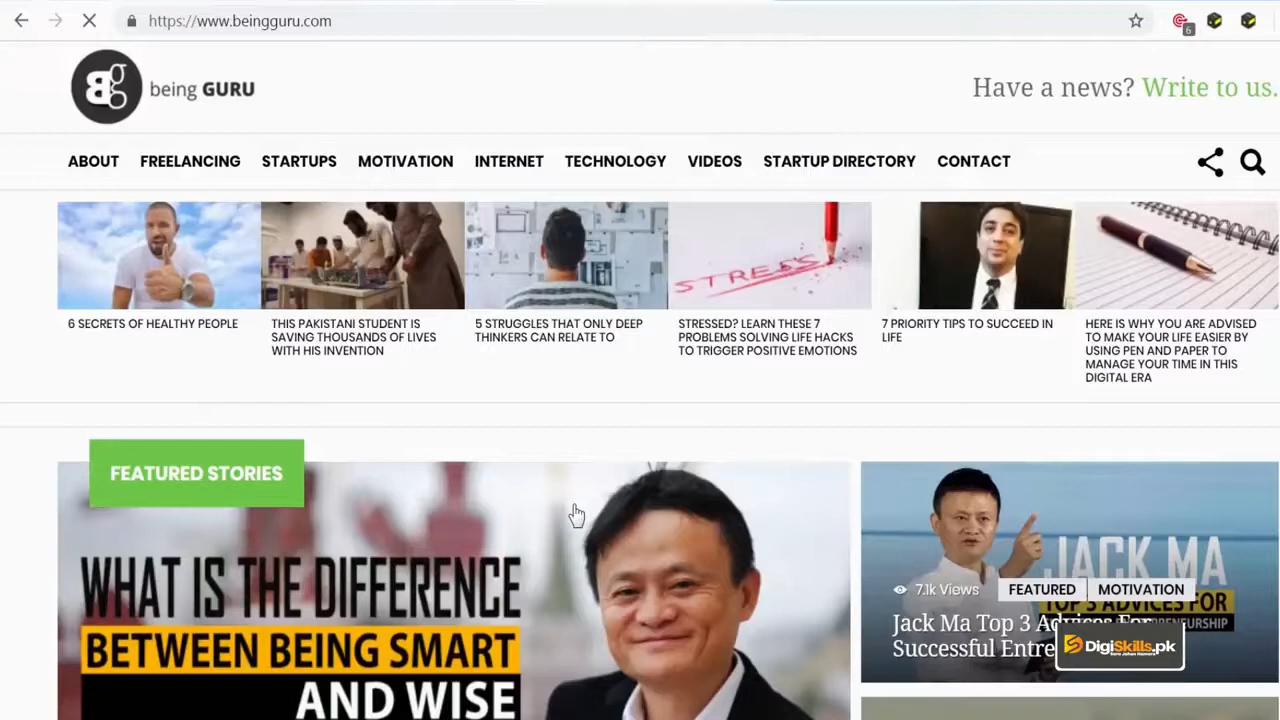 https://www.beingguru.com
6
Bg
being GURU
Have a news? Write to us.
ABOUT FREELANCING STARTUPS MOTIVATION INTERNET TECHNOLOGY VIDEOS STARTUP DIRECTORY CONTACT
STRESS
6 SECRETS OF HEALTHY PEOPLE
THIS PAKISTANI STUDENT IS
SAVING THOUSANDS OF LIVES
WITH HIS INVENTION
5 STRUGGLES THAT ONLY DEEP
THINKERS CAN RELATE TO
STRESSED? LEARN THESE 7
PROBLEMS SOLVING LIFE HACKS
TO TRIGGER POSITIVE EMOTIONS
7 PRIORITY TIPS TO SUCCEED IN
LIFE
HERE IS WHY YOU ARE ADVISED
TO MAKE YOUR LIFE EASIER BY
USING PEN AND PAPER TO
MANAGE YOUR TIME IN THIS
DIGITAL ERA
FEATURED STORIES
WHAT IS THE DIFFERENCE
BETWEEN BEING SMART
AND WISE
JACK MA
7.1k Views FEATURED MOTIVATION
Jack Ma Top 3 Advices For
Successful Entre
DigiSkills.pk